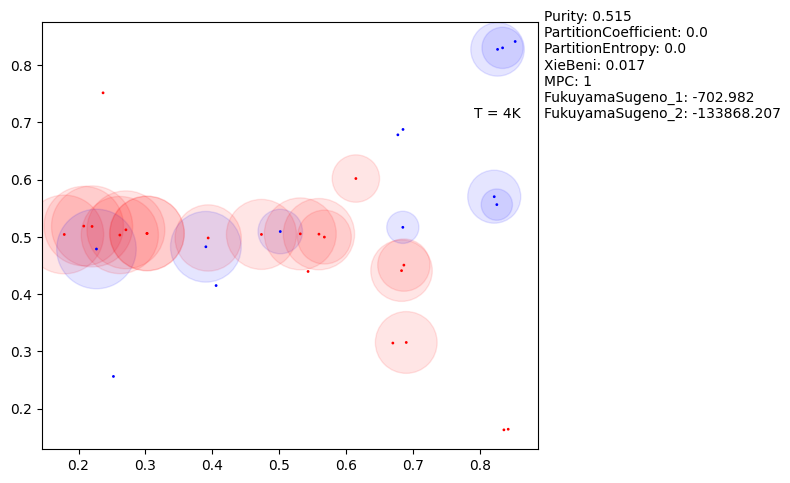 Purity: 0.515
PartitionCoefficient: 0.0
PartitionEntropy: 0.0
XieBeni: 0.017
MPC: 1
FukuyamaSugeno_1: -702.982
FukuyamaSugeno_2: -133868.207
T = 4K
0.8
0.7
0.6
0.5
0.4
0.3
0.2
0.2 0.3 0.4 0.5 0.6 0.7 0.8